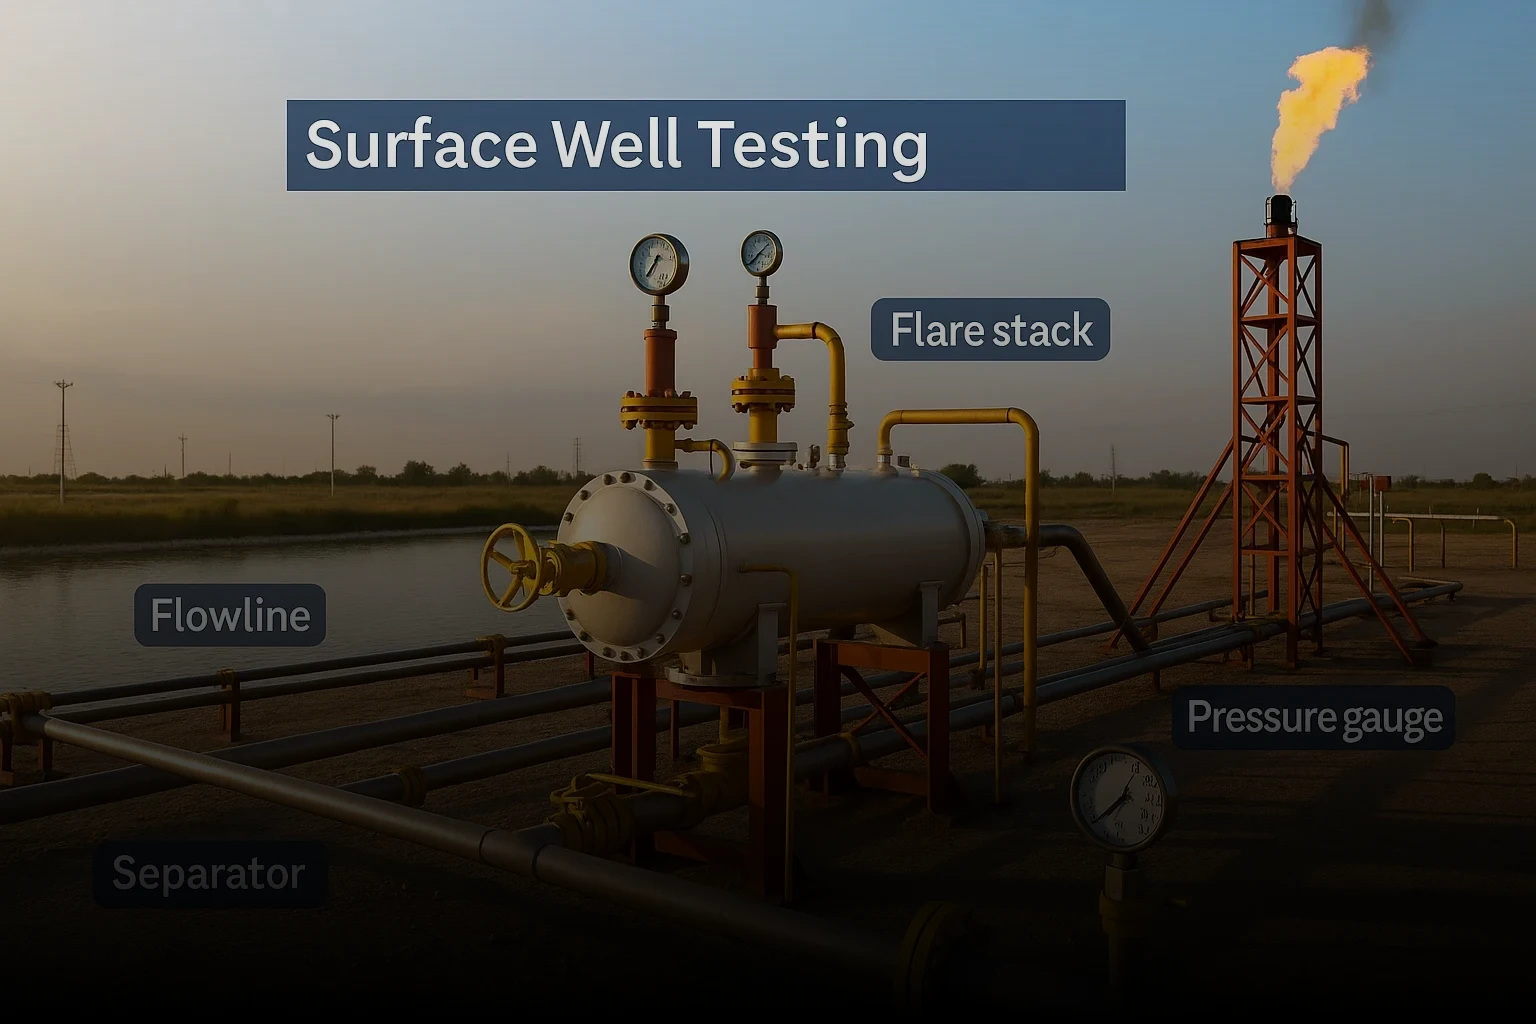 Surface Well Testing
Flare stack
Flowline
Pressure gauge
Separator